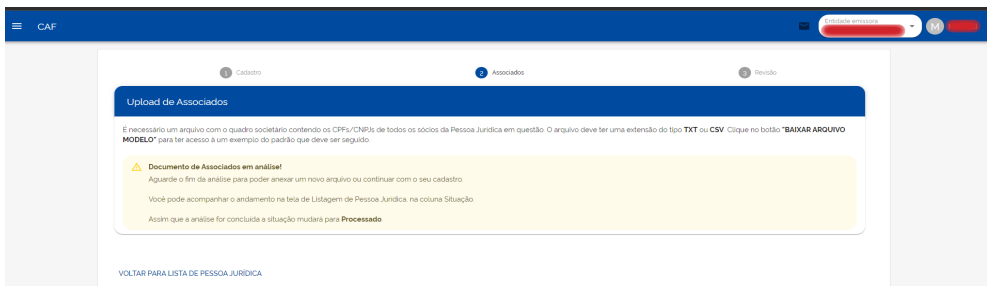 CAF
Entidade emissora
M
1 Cadastro
2 Associados
3 Revisão
Upload de Associados
É necessário um arquivo com o quadro societário contendo os CPFs/CNPJs de todos os sócios da Pessoa Jurídica em questão. O arquivo deve ter uma extensão do tipo TXT ou CSV. Clique no botão "BAIXAR ARQUIVO
MODELO" para ter acesso à um exemplo do padrão que deve ser seguido.
Documento de Associados em análise!
Aguarde o fim da análise para poder anexar um novo arquivo ou continuar com o seu cadastro.
Você pode acompanhar o andamento na tela de Listagem de Pessoa Jurídica, na coluna Situação.
Assim que a análise for concluída a situação mudará para Processado.
VOLTAR PARA LISTA DE PESSOA JURÍDICA